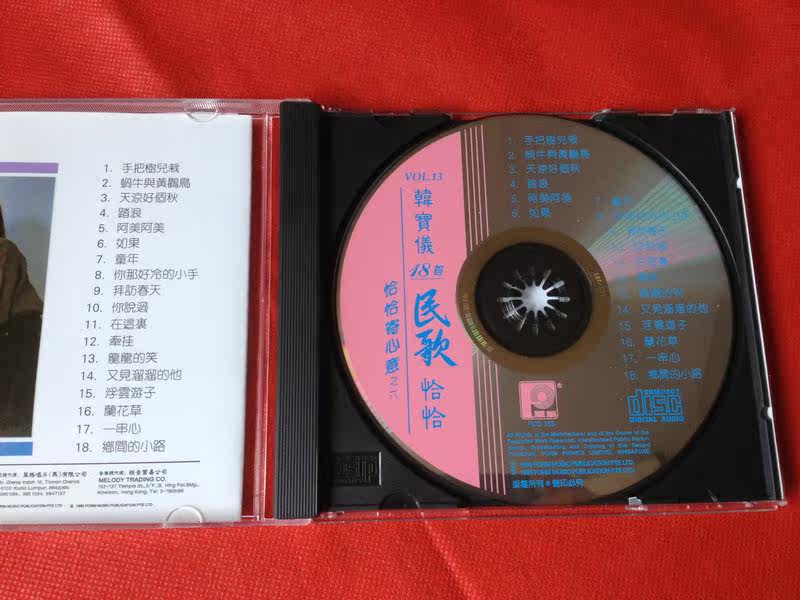 1. 手把樹兒栽
2. 蝸牛與黃鸝鳥
3. 天涼好個秋
4. 踏浪
5. 阿美阿美
6. 如果
7. 童年
8. 你那好冷的小手
9. 拜訪春天
10. 你說過
11. 在這裏
12. 牽挂
13. 龍龍的笑
14. 又見溜溜的他
15. 浮雲遊子
16. 蘭花草
17. 一串心
18. 鄉間的小路
MELODY TRADING CO.
VOL.13
韓寶儀
18首
民歌
恰恰
恰恰寄心意之六
1. 手把樹兒栽
2. 蝸牛與黃鸝鳥
3. 天涼好個秋
4. 踏浪
5. 阿美阿美
6. 如果
14. 又見溜溜的他
15. 浮雲遊子
16. 蘭花草
17. 一串心
18. 鄉間的小路
COMPACT
disc
DIGITAL AUDIO
版權所有・翻印必究